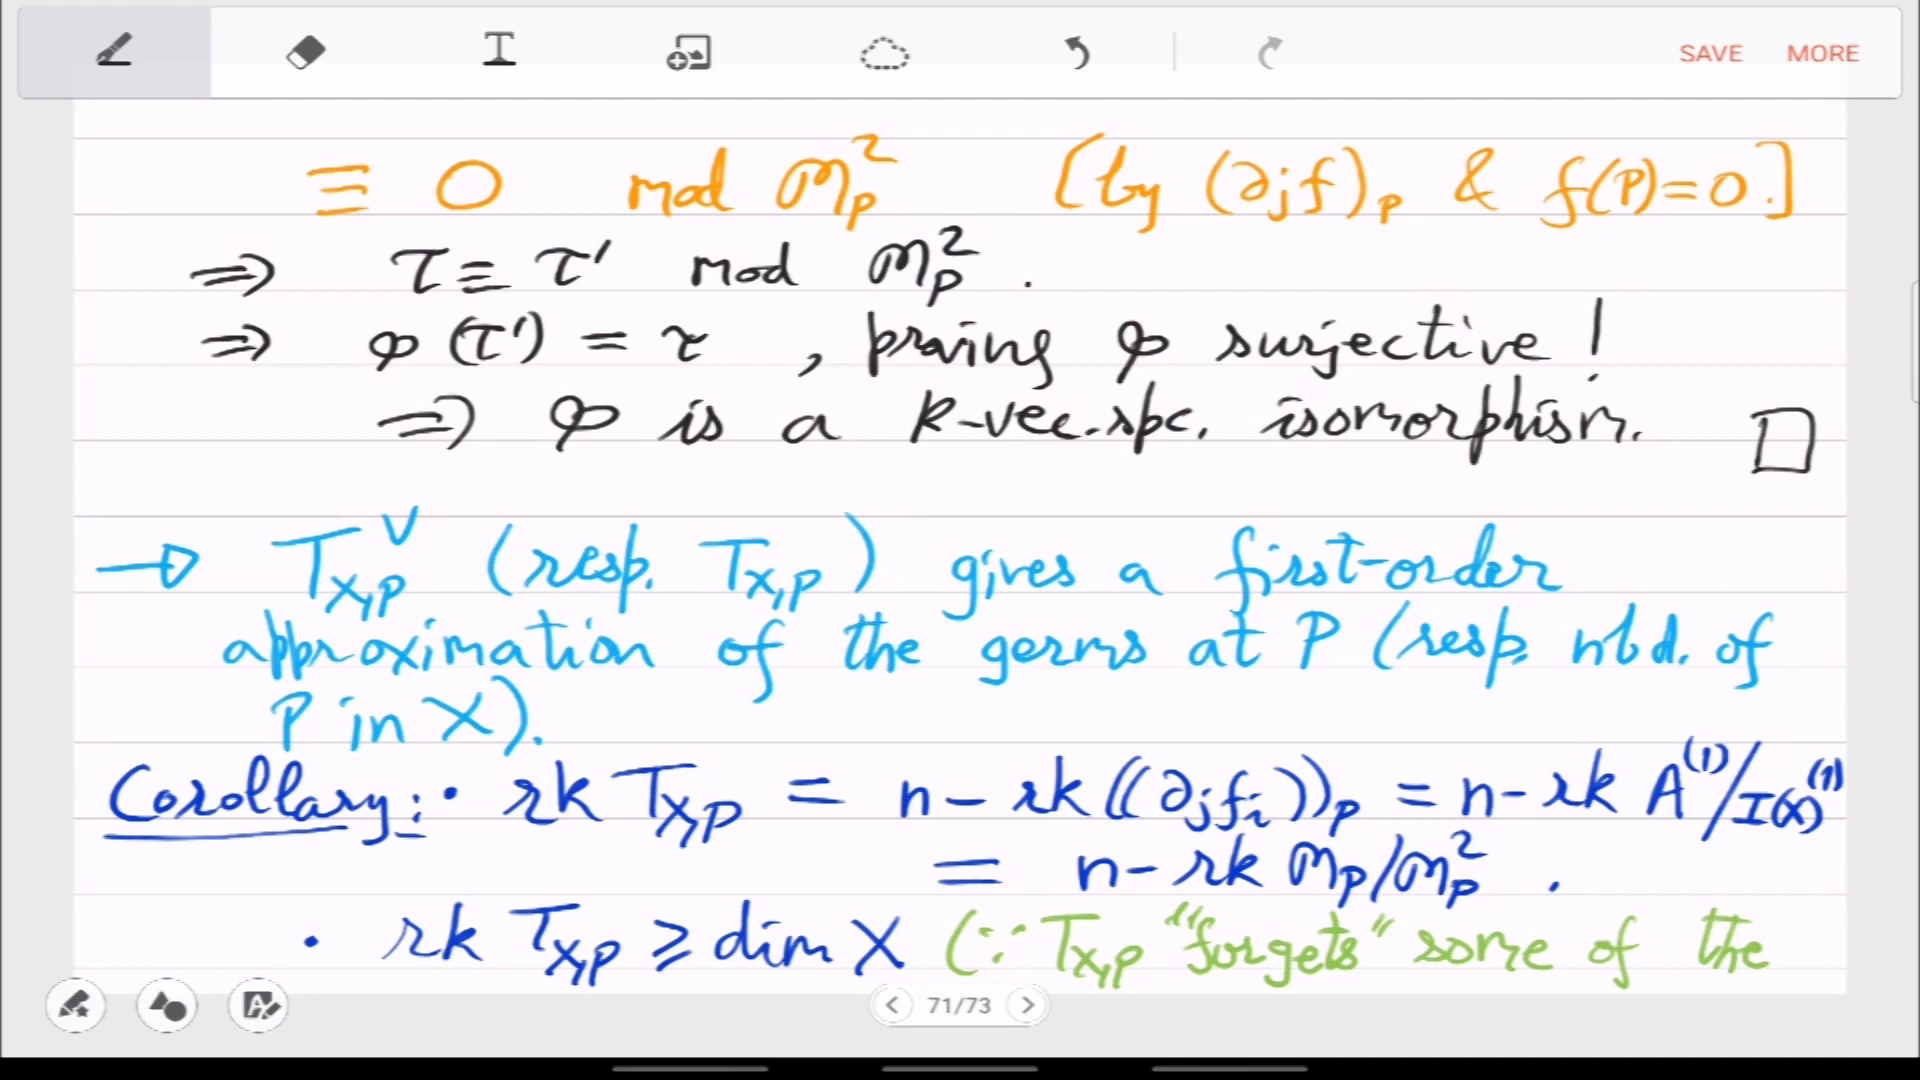 T SAVE MORE
≡ 0 mod 𝔪_P^2 [by (∂_j f)_P & f(P)=0.]
⇒ τ ≡ τ' mod 𝔪_P^2 .
⇒ φ(τ') = τ , proving φ surjective!
⇒ φ is a k-vec.spc. isomorphism. □
→ T^∨_{X,P} (resp. T_{X,P}) gives a first-order
approximation of the germs at P (resp. nbd. of
P in X).
Corollary: • rk T_{X,P} = n - rk((∂_j f_i))_P = n - rk A^{(1)}/I(X)^{(1)}
= n - rk 𝔪_P/𝔪_P^2 .
• rk T_{X,P} ≥ dim X (∵ T_{X,P} "forgets" some of the
71/73